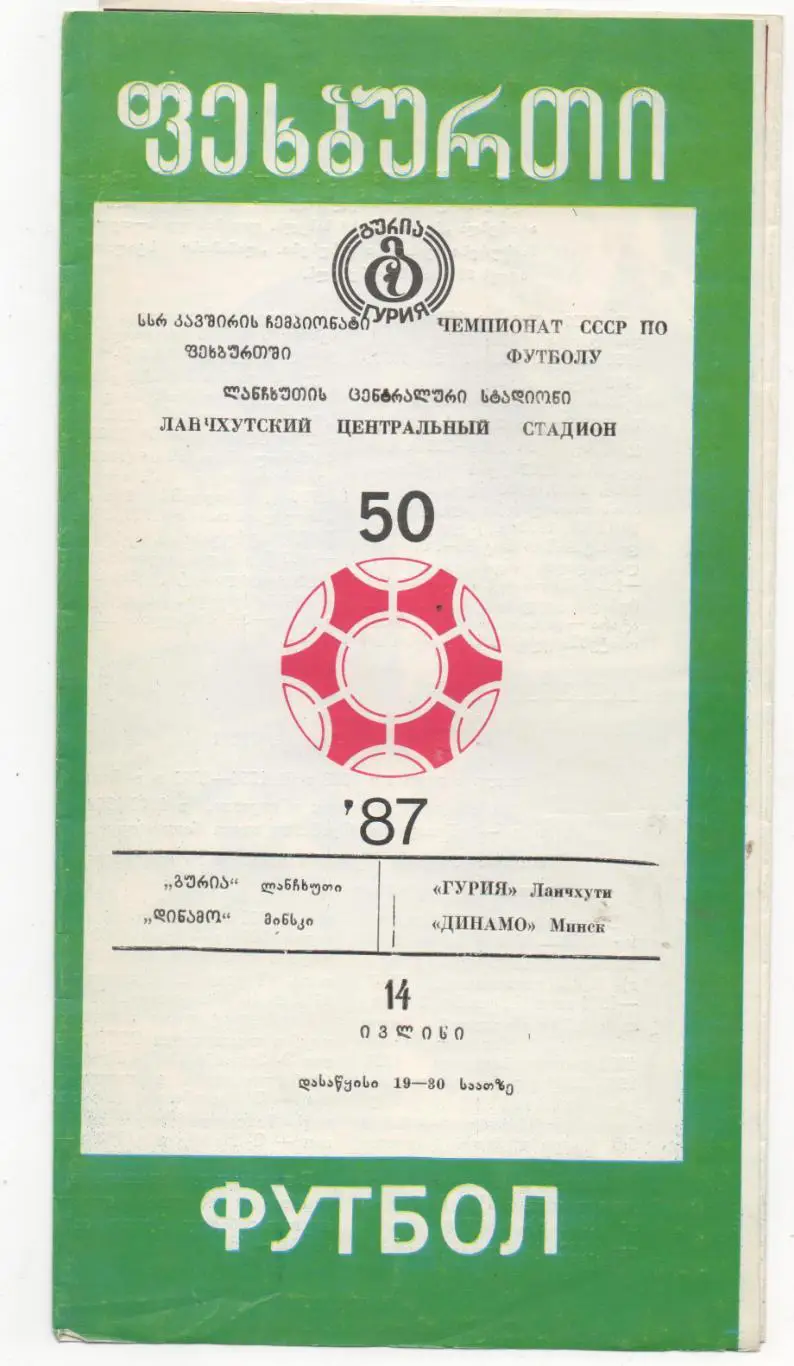 ფეხბურთი
გურია
გ
ГУРИЯ
სსრ კავშირის ჩემპიონატი
ფეხბურთში
ЧЕМПИОНАТ СССР ПО
ФУТБОЛУ
ლანჩხუთის ცენტრალური სტადიონი
ЛАНЧХУТСКИЙ ЦЕНТРАЛЬНЫЙ СТАДИОН
50
'87
„გურია“ ლანჩხუთი
„დინამო“ მინსკი
«ГУРИЯ» Ланчхути
«ДИНАМО» Минск
14
ივლისი
დასაწყისი 19—30 საათზე
ФУТБОЛ